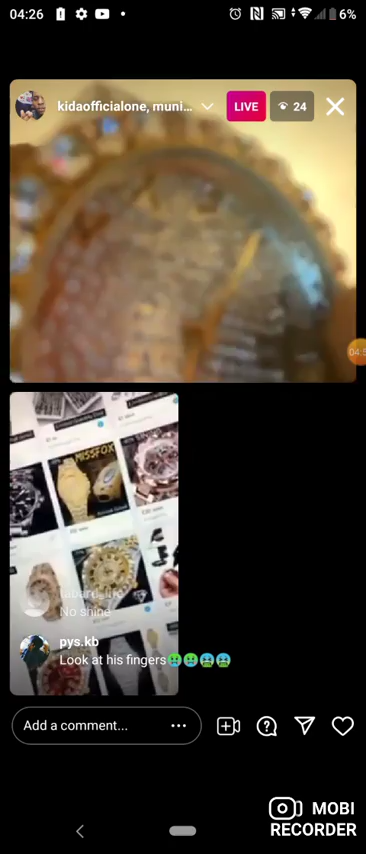 04:26
6%
kidaofficialone, muni...
LIVE
24
MISSFOX
No shine
pys.kb
Look at his fingers🤢🤢🤮🤮
Add a comment...
MOBI
RECORDER